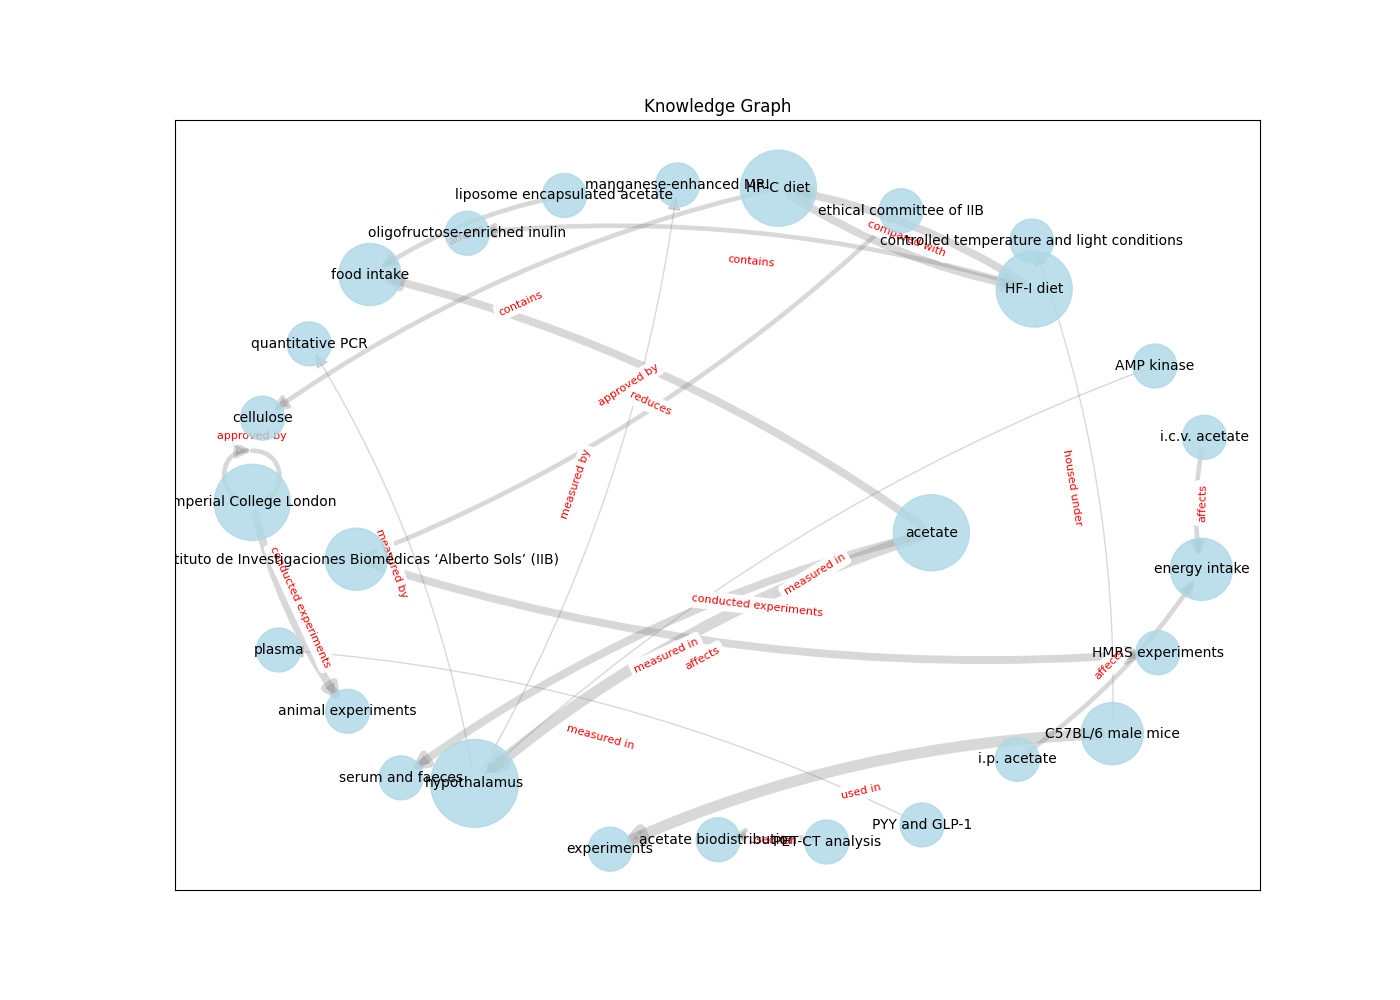 Knowledge Graph
manganese-enhanced MRI
HF-C diet
liposome encapsulated acetate
ethical committee of IIB
oligofructose-enriched inulin
compared with
controlled temperature and light conditions
contains
food intake
HF-I diet
contains
quantitative PCR
AMP kinase
approved by
reduces
cellulose
approved by
i.c.v. acetate
measured by
housed under
affects
mperial College London
acetate
tituto de Investigaciones Biomédicas ‘Alberto Sols’ (IIB)
measured by
measured in
energy intake
conducted experiments
conducted experiments
plasma
measured in
affects
HMRS experiments
affects
animal experiments
measured in
C57BL/6 male mice
i.p. acetate
serum and faeces
hypothalamus
used in
PYY and GLP-1
acetate biodistribution
PET-CT analysis
experiments